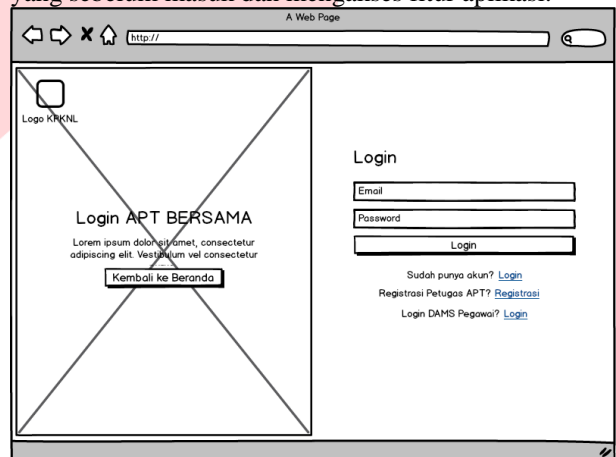 yang sebelum masuk dan mengakses fitur aplikasi.
A Web Page
http://
Logo KPKNL
Login APT BERSAMA
Lorem ipsum dolor sit amet, consectetur
adipiscing elit. Vestibulum vel consectetur
Kembali ke Beranda
Login
Email
Password
Login
Sudah punya akun? Login
Registrasi Petugas APT? Registrasi
Login DAMS Pegawai? Login